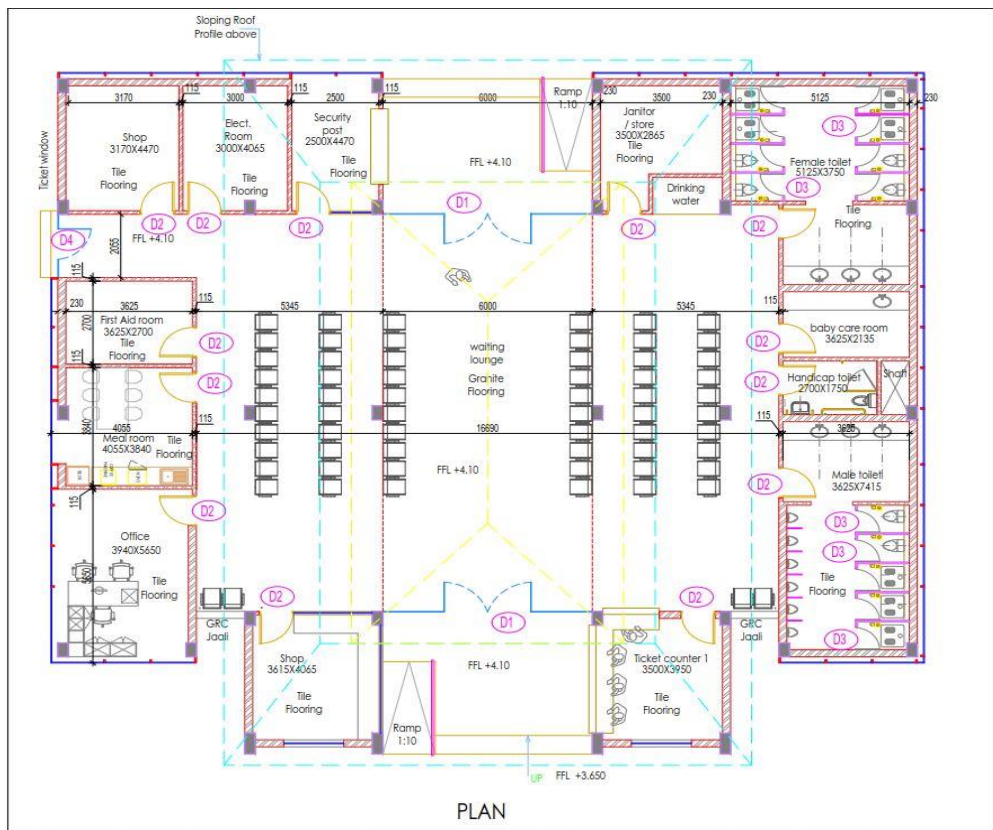 Sloping Roof
Profile above
3170
115
3000
115
2500
115
6000
Ramp
1:10
230
3500
230
5125
230
Ticket window
Shop
3170X4470
Tile
Flooring
Elect.
Room
3000X4065
Tile
Flooring
Security
post
2500X4470
Tile
Flooring
FFL +4.10
Janitor
/ store
3500X2865
Tile
Flooring
Drinking
water
D3
Female toilet
5125X3750
D3
Tile
Flooring
D2
D2
D2
D1
D2
D2
D4
FFL +4.10
2055
115
230
3625
115
5345
6000
5345
115
First Aid room
3625X2700
Tile
Flooring
2700
115
D2
waiting
lounge
Granite
Flooring
D2
baby care room
3625X2135
D2
D2
Handicap toilet
2700X1750
Shaft
115
115
4055
16690
3625
3840
Meal room
4055X3840
Tile
Flooring
FFL +4.10
D2
Male toilet
3625X7415
115
D2
Office
3940X5650
Tile
Flooring
5650
D3
D3
Tile
Flooring
D3
GRC
Jaali
D2
D1
D2
GRC
Jaali
Shop
3615X4065
Tile
Flooring
FFL +4.10
Ticket counter 1
3500X3950
Tile
Flooring
Ramp
1:10
UP
FFL +3.650
PLAN